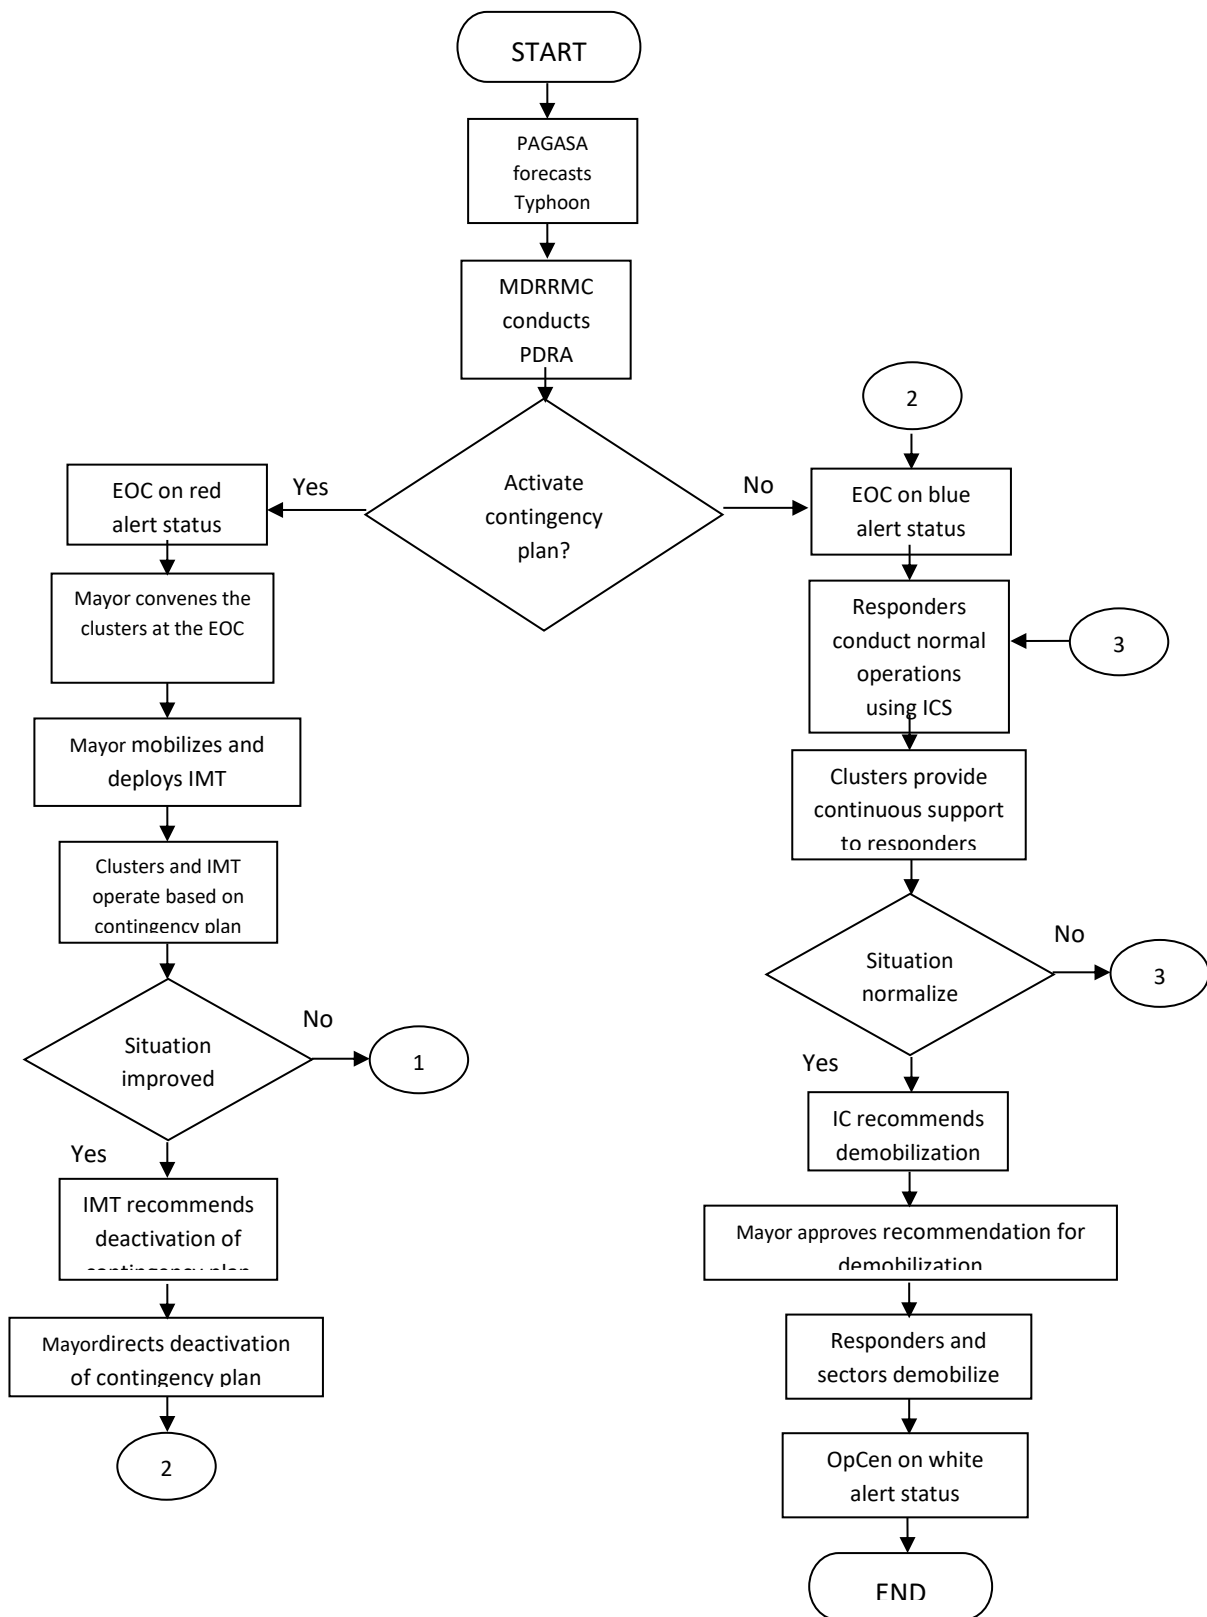 START
PAGASA
forecasts
Typhoon
MDRRMC
conducts
PDRA
Activate
contingency
plan?
Yes
No
EOC on red
alert status
Mayor convenes the
clusters at the EOC
Mayor mobilizes and
deploys IMT
Clusters and IMT
operate based on
contingency plan
Situation
improved
No
1
Yes
IMT recommends
deactivation of
contingency plan
Mayordirects deactivation
of contingency plan
2
2
EOC on blue
alert status
Responders
conduct normal
operations
using ICS
3
Clusters provide
continuous support
to responders
Situation
normalize
No
3
Yes
IC recommends
demobilization
Mayor approves recommendation for
demobilization
Responders and
sectors demobilize
OpCen on white
alert status
END